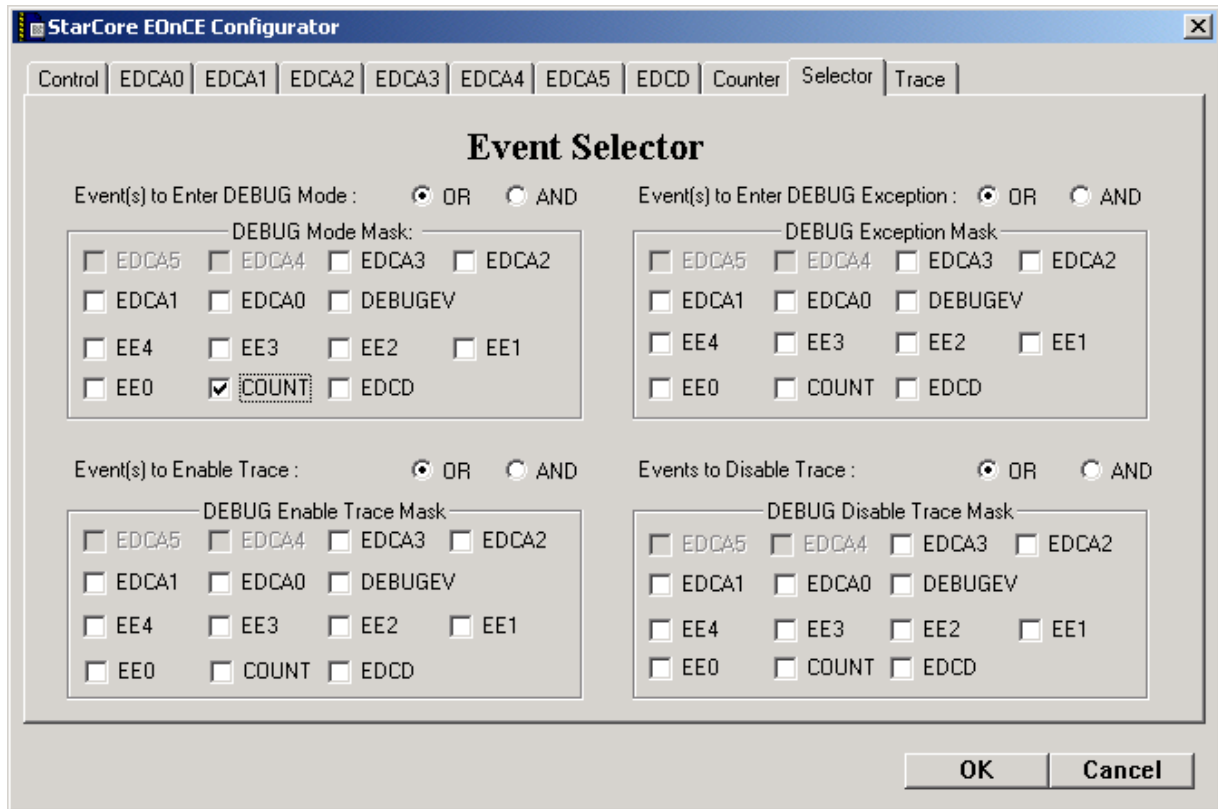 StarCore EOnCE Configurator
Control EDCA0 EDCA1 EDCA2 EDCA3 EDCA4 EDCA5 EDCD Counter Selector Trace
Event Selector
Event(s) to Enter DEBUG Mode : OR AND
DEBUG Mode Mask:
EDCA5 EDCA4 EDCA3 EDCA2
EDCA1 EDCA0 DEBUGEV
EE4 EE3 EE2 EE1
EE0 COUNT EDCD
Event(s) to Enter DEBUG Exception : OR AND
DEBUG Exception Mask
EDCA5 EDCA4 EDCA3 EDCA2
EDCA1 EDCA0 DEBUGEV
EE4 EE3 EE2 EE1
EE0 COUNT EDCD
Event(s) to Enable Trace : OR AND
DEBUG Enable Trace Mask
EDCA5 EDCA4 EDCA3 EDCA2
EDCA1 EDCA0 DEBUGEV
EE4 EE3 EE2 EE1
EE0 COUNT EDCD
Events to Disable Trace : OR AND
DEBUG Disable Trace Mask
EDCA5 EDCA4 EDCA3 EDCA2
EDCA1 EDCA0 DEBUGEV
EE4 EE3 EE2 EE1
EE0 COUNT EDCD
OK Cancel